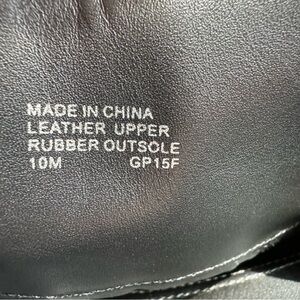 MADE IN CHINA
LEATHER UPPER
RUBBER OUTSOLE
10M GP15F